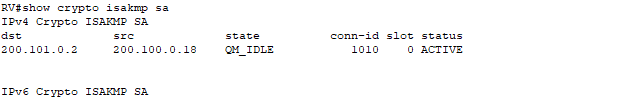 RV#show crypto isakmp sa
IPv4 Crypto ISAKMP SA
dst src state conn-id slot status
200.101.0.2 200.100.0.18 QM_IDLE 1010 0 ACTIVE
IPv6 Crypto ISAKMP SA